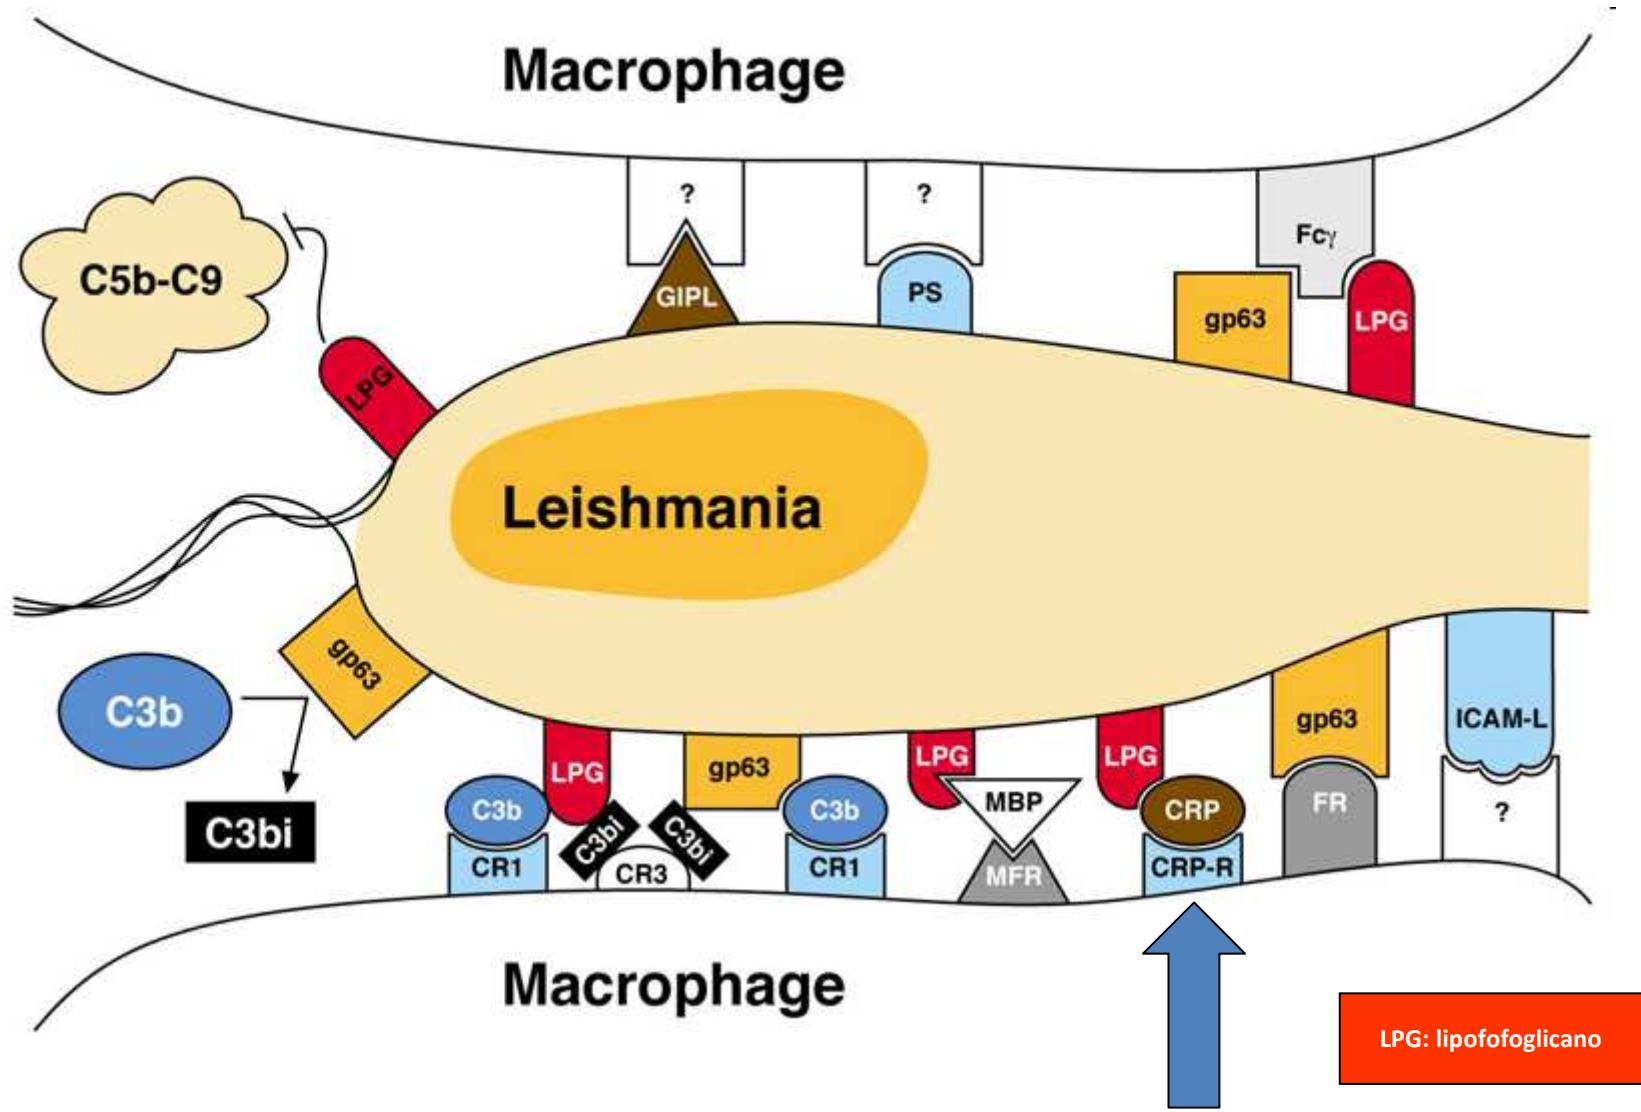 Macrophage
?
?
Fcγ
C5b-C9
GIPL
PS
gp63
LPG
LPG
Leishmania
gp63
C3b
LPG
gp63
LPG
LPG
gp63
ICAM-L
C3b
C3bi
C3bi
C3b
MBP
CRP
FR
?
C3bi
CR1
CR3
CR1
MFR
CRP-R
Macrophage
LPG: lipofofoglicano